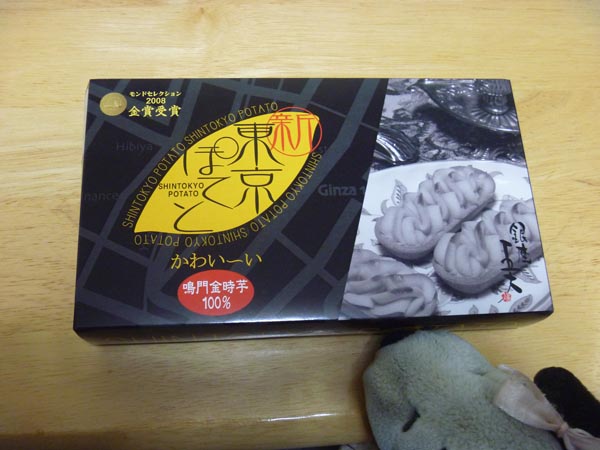 モンドセレクション
2008
金賞受賞
Hibiya
Ginza
新
東京
ぽてと
SHINTOKYO
POTATO
SHINTOKYO POTATO SHINTOKYO POTATO SHINTOKYO POTATO SHINTOKYO POTATO
かわいーい
鳴門金時芋
100%